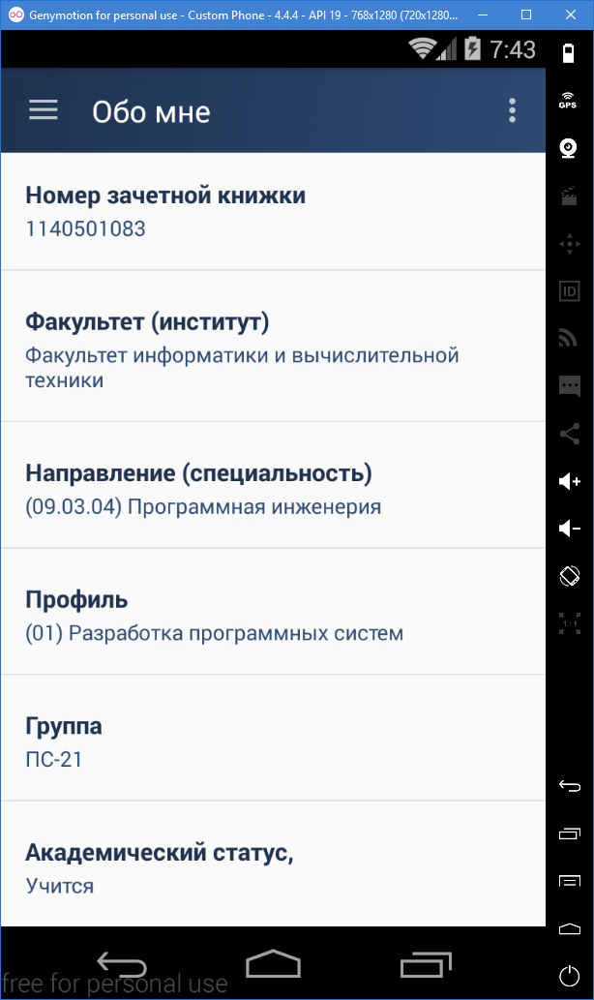 Genymotion for personal use - Custom Phone - 4.4.4 - API 19 - 768x1280 (720x1280...
7:43
GPS
Обо мне
Номер зачетной книжки
1140501083
Факультет (институт)
Факультет информатики и вычислительной
техники
ID
Направление (специальность)
(09.03.04) Программная инженерия
Профиль
(01) Разработка программных систем
1:1
Группа
ПС-21
Академический статус,
Учится
free for personal use